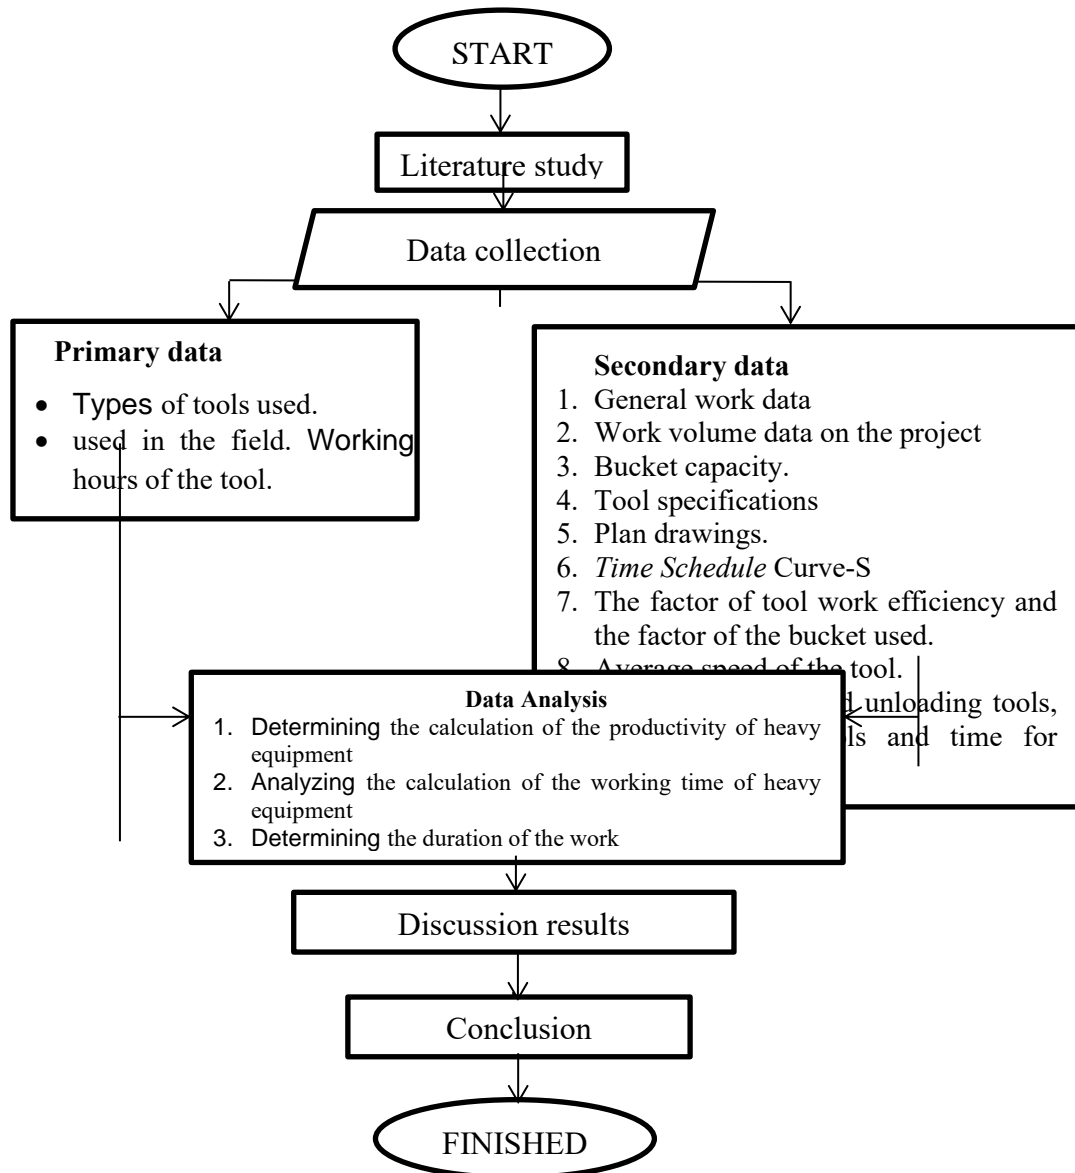 START
Literature study
Data collection
Primary data
• Types of tools used.
• used in the field. Working
hours of the tool.
Secondary data
1. General work data
2. Work volume data on the project
3. Bucket capacity.
4. Tool specifications
5. Plan drawings.
6. Time Schedule Curve-S
7. The factor of tool work efficiency and
the factor of the bucket used.
8. Average speed of the tool.
unloading tools,
and time for
Data Analysis
1. Determining the calculation of the productivity of heavy
equipment
2. Analyzing the calculation of the working time of heavy
equipment
3. Determining the duration of the work
Discussion results
Conclusion
FINISHED